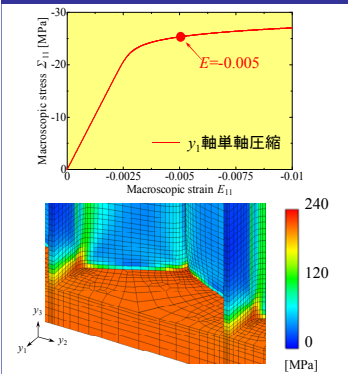 -30
-20
-10
0
Macroscopic stress Σ11 [MPa]
E=-0.005
y1軸単軸圧縮
0 -0.0025 -0.005 -0.0075 -0.01
Macroscopic strain E11
240
120
0
[MPa]
y3
y2
y1